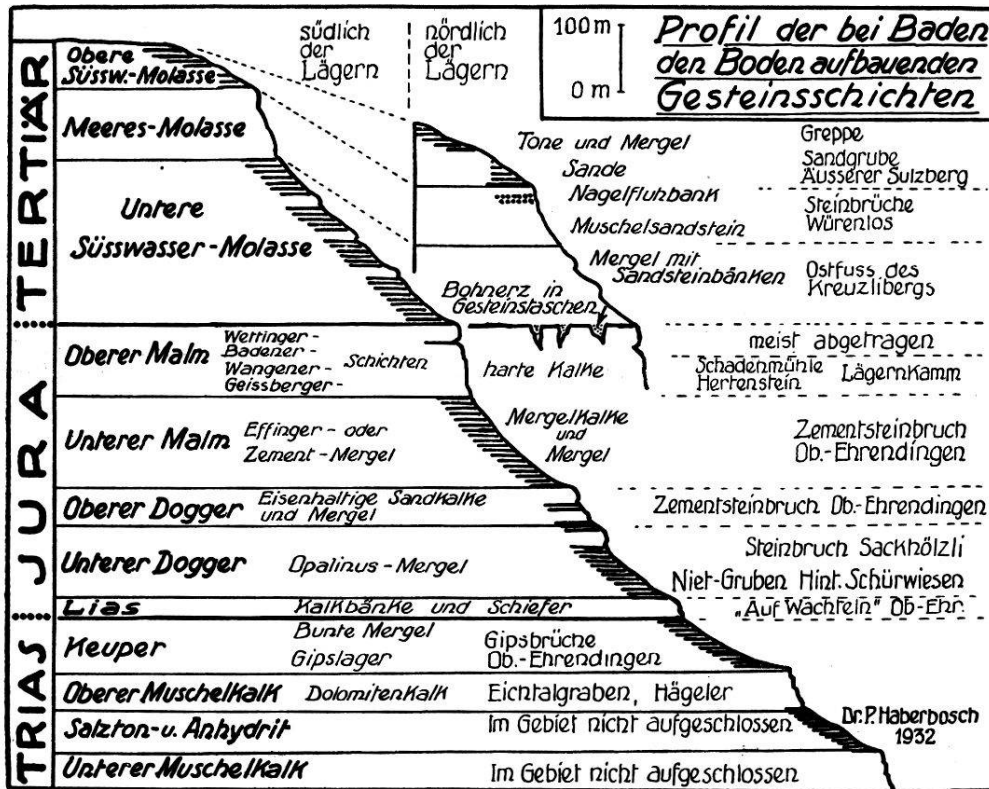 Profil der bei Baden
den Boden aufbauenden
Gesteinsschichten
100 m
0 m
südlich
der
Lägern
nördlich
der
Lägern
TERTIÄR
JURA
TRIAS
Obere
Süssw.-Molasse
Meeres-Molasse
Untere
Süsswasser-Molasse
Tone und Mergel
Sande
Nagelfluhbank
Muschelsandstein
Mergel mit
Sandsteinbänken
Greppe
Sandgrube
Äusserer Sulzberg
Steinbrüche
Würenlos
Ostfuss des
Kreuzlibergs
Bohnerz in
Gesteinstaschen
Oberer Malm
Wettinger-
Badener-
Wangener-
Geissberger-
Schichten
harte Kalke
meist abgetragen
Schadenmühle
Hertenstein
Lägernkamm
Unterer Malm
Effinger- oder
Zement-Mergel
Mergelkalke
und
Mergel
Zementsteinbruch
Ob.-Ehrendingen
Oberer Dogger
Eisenhaltige Sandkalke
und Mergel
Zementsteinbruch Ob.-Ehrendingen
Unterer Dogger
Opalinus-Mergel
Steinbruch Sackhölzli
Niet-Gruben Hint. Schürwiesen
Lias
Kalkbänke und Schiefer
„Auf Wächtein" Ob-Ehr.
Keuper
Bunte Mergel
Gipslager
Gipsbrüche
Ob.-Ehrendingen
Oberer Muschelkalk
Dolomitenkalk
Eichtalgraben, Hägeler
Salzton-u. Anhydrit
Im Gebiet nicht aufgeschlossen
Unterer Muschelkalk
Im Gebiet nicht aufgeschlossen
Dr. P. Haberbosch
1932